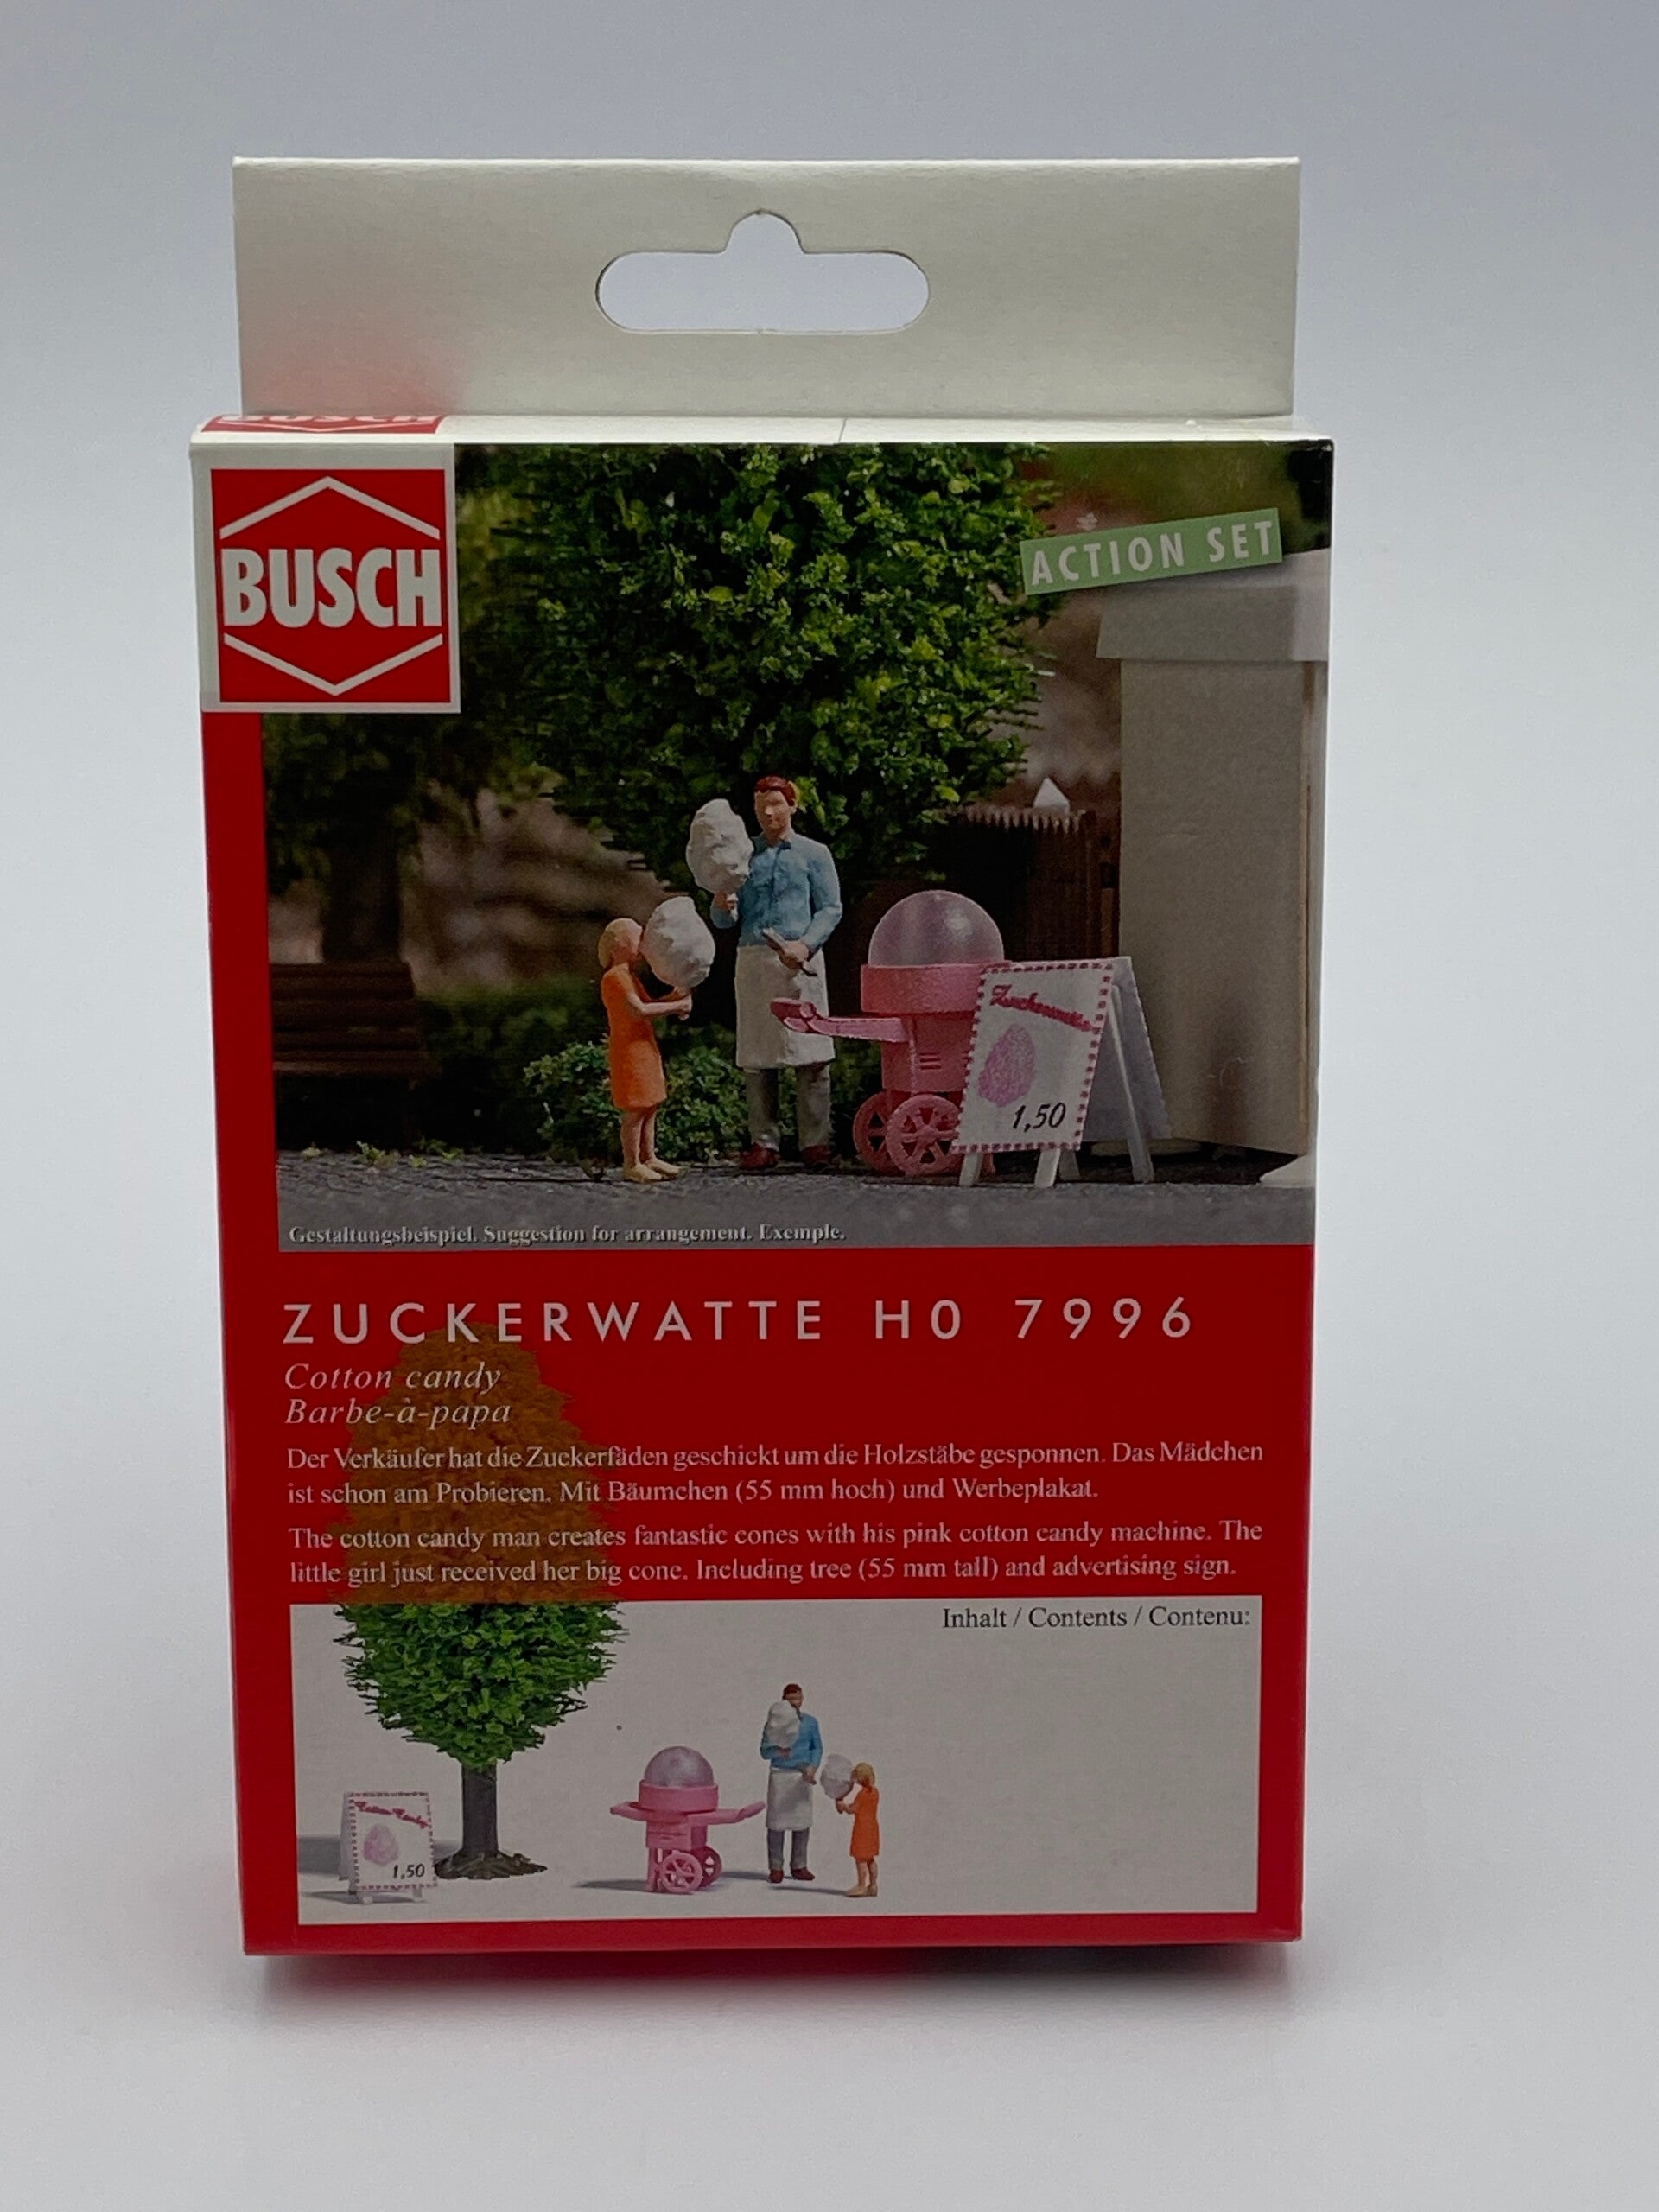 BUSCH
BUSCH
ACTION SET
Zuckerwatte
1,50
Gestaltungsbeispiel. Suggestion for arrangement. Exemple.
ZUCKERWATTE H0 7996
Cotton candy
Barbe-à-papa
Der Verkäufer hat die Zuckerfäden geschickt um die Holzstäbe gesponnen. Das Mädchen
ist schon am Probieren. Mit Bäumchen (55 mm hoch) und Werbeplakat.
The cotton candy man creates fantastic cones with his pink cotton candy machine. The
little girl just received her big cone. Including tree (55 mm tall) and advertising sign.
Inhalt / Contents / Contenu:
Cotton Candy
1,50